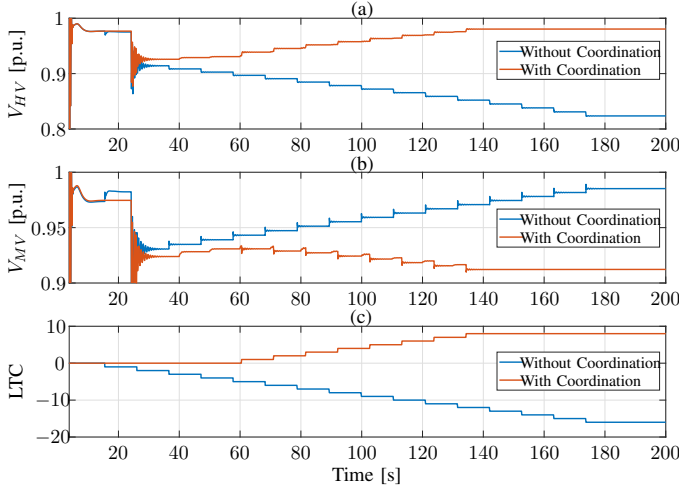 (a)
V_HV [p.u.]
1
0.9
0.8
Without Coordination
With Coordination
20 40 60 80 100 120 140 160 180 200
(b)
V_MV [p.u.]
1
0.95
0.9
Without Coordination
With Coordination
20 40 60 80 100 120 140 160 180 200
(c)
LTC
10
0
−10
−20
Without Coordination
With Coordination
20 40 60 80 100 120 140 160 180 200
Time [s]